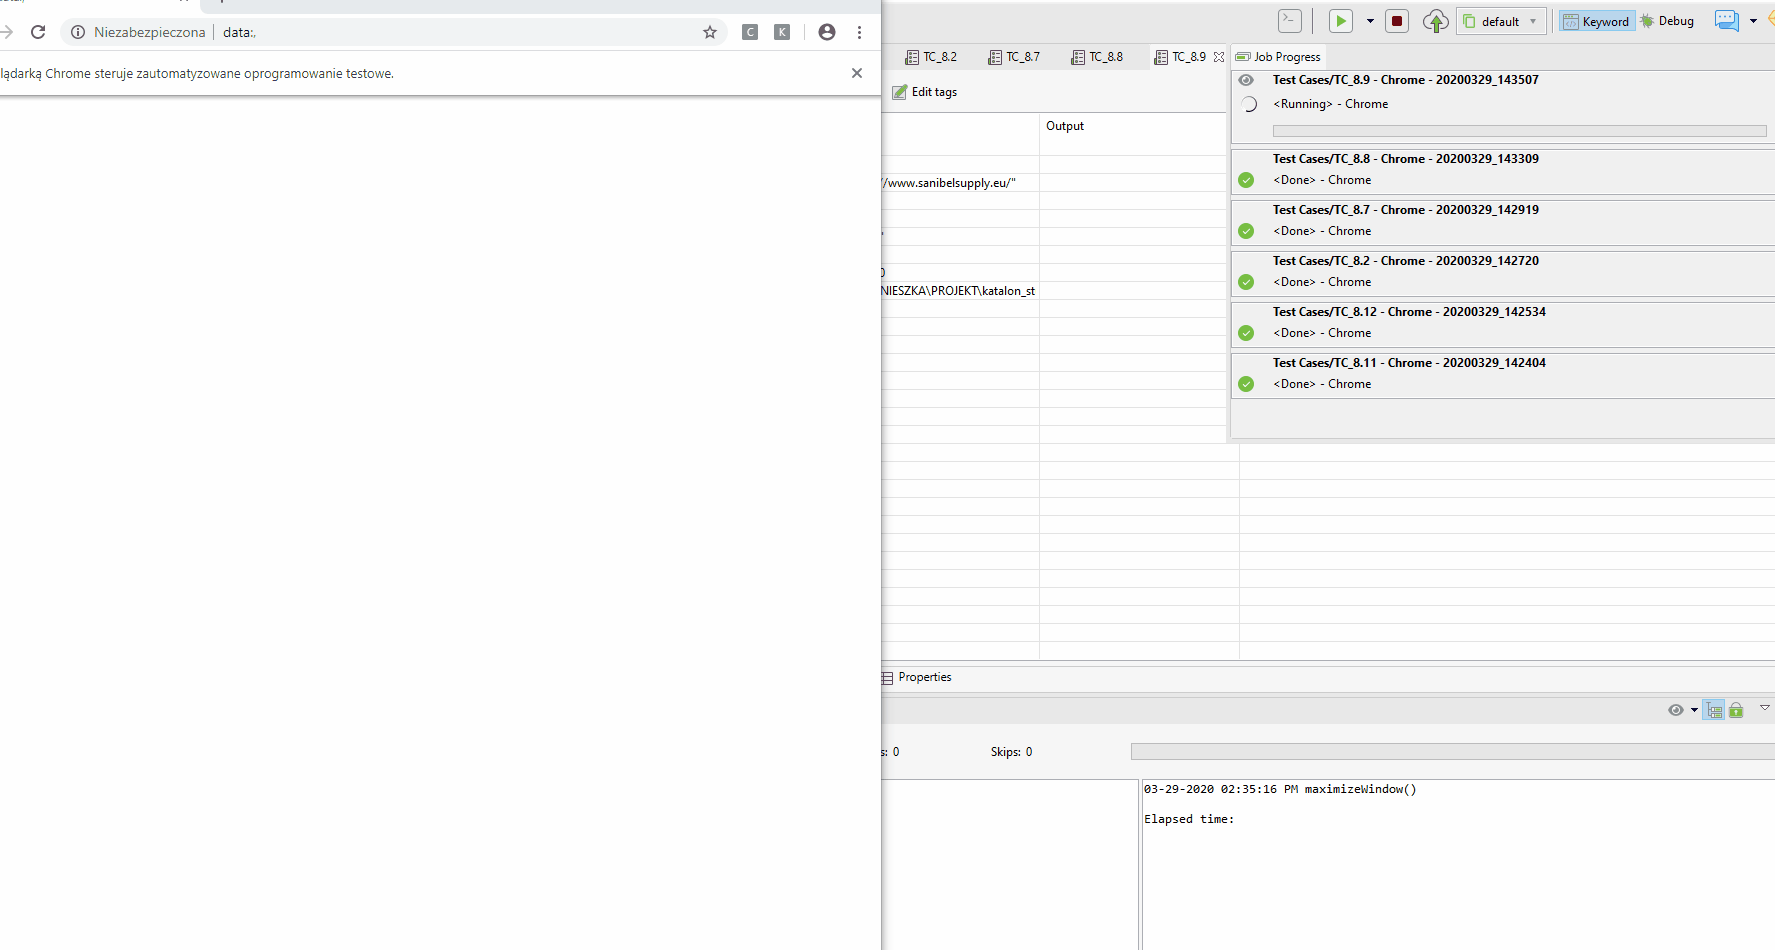 Niezabezpieczona
data:,
lądarką Chrome steruje zautomatyzowane oprogramowanie testowe.
C
K
default
Keyword
Debug
TC_8.2
TC_8.7
TC_8.8
TC_8.9
Edit tags
Output
//www.sanibelsupply.eu/"
0
NIESZKA\PROJEKT\katalon_st
Job Progress
Test Cases/TC_8.9 - Chrome - 20200329_143507
<Running> - Chrome
Test Cases/TC_8.8 - Chrome - 20200329_143309
<Done> - Chrome
Test Cases/TC_8.7 - Chrome - 20200329_142919
<Done> - Chrome
Test Cases/TC_8.2 - Chrome - 20200329_142720
<Done> - Chrome
Test Cases/TC_8.12 - Chrome - 20200329_142534
<Done> - Chrome
Test Cases/TC_8.11 - Chrome - 20200329_142404
<Done> - Chrome
Properties
s: 0
Skips: 0
03-29-2020 02:35:16 PM maximizeWindow()
Elapsed time: